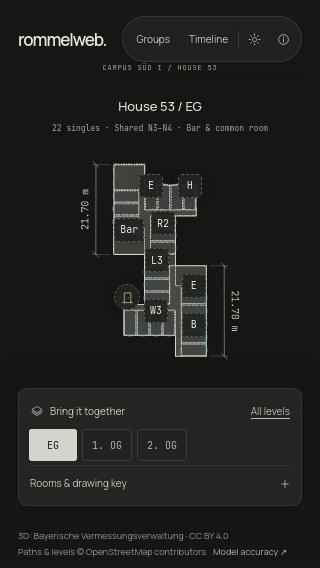 rommelweb.
Groups Timeline
CAMPUS SÜD I / HOUSE 53
House 53 / EG
22 singles · Shared N3–N4 · Bar & common room
E H
21.70 m
Bar R2
L3
E
21.70 m
W3
B
Bring it together All levels
EG 1. OG 2. OG
Rooms & drawing key +
3D: Bayerische Vermessungsverwaltung · CC BY 4.0
Paths & levels © OpenStreetMap contributors Model accuracy ↗